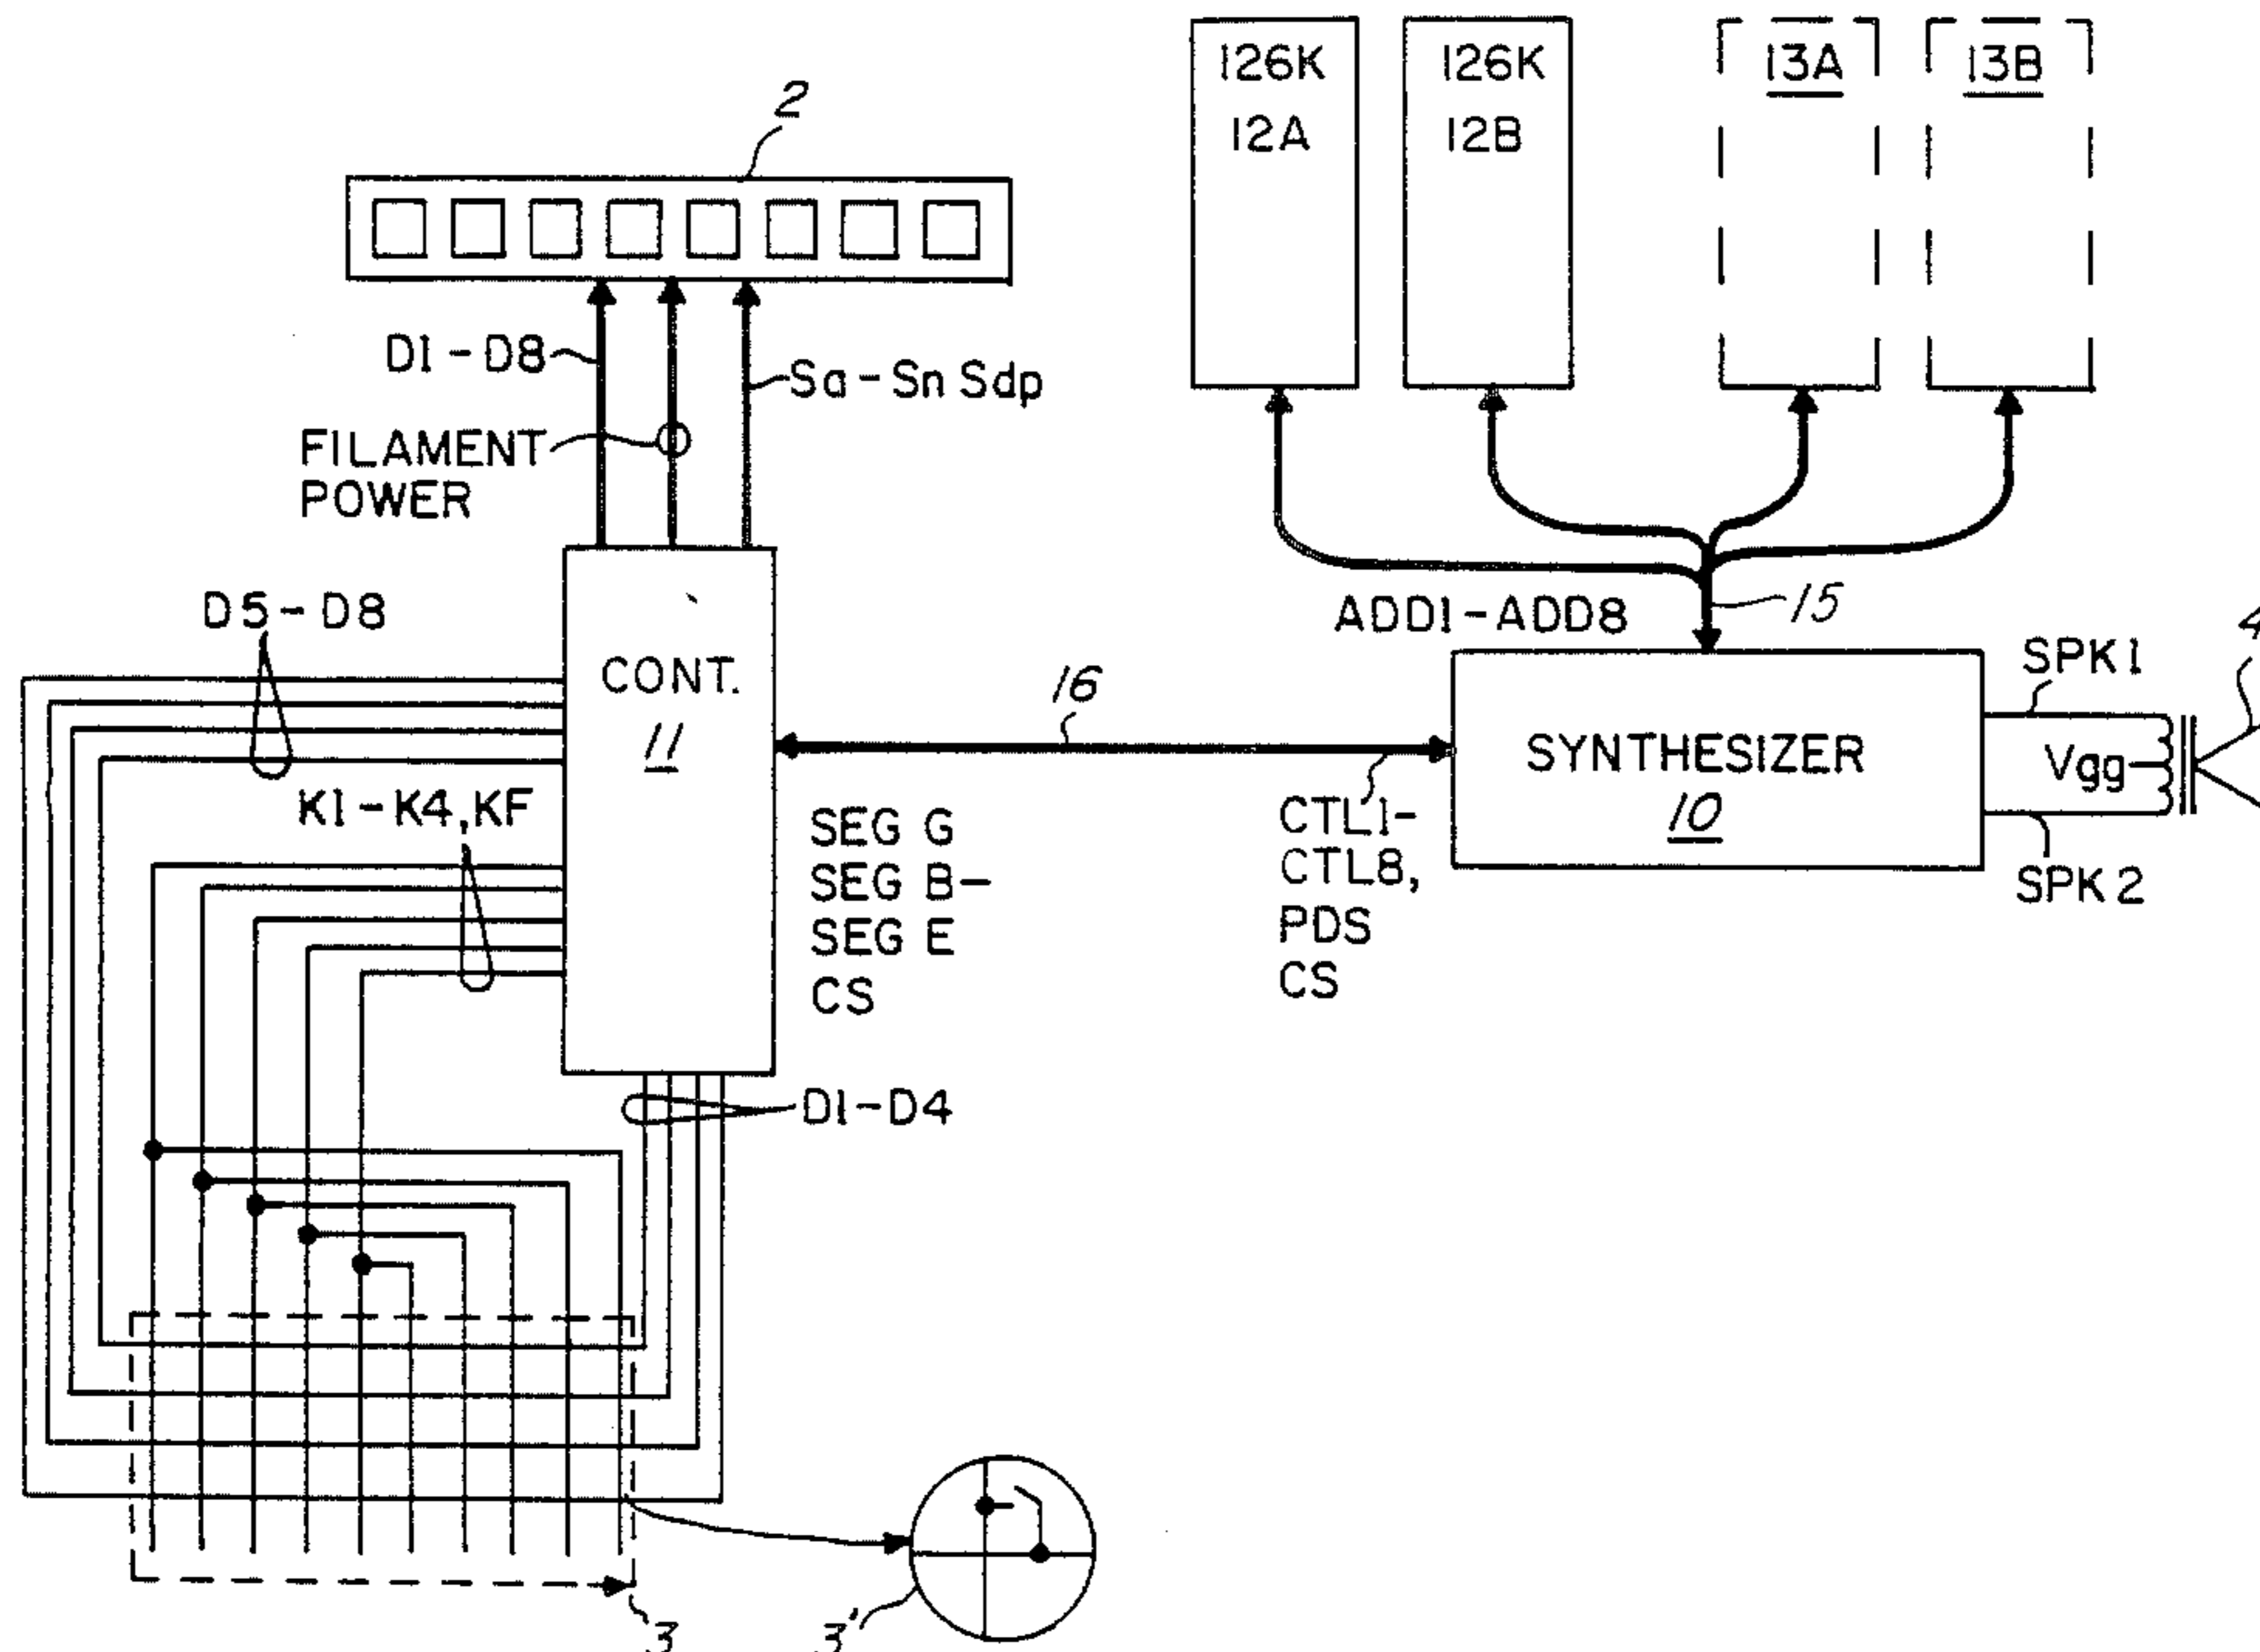 126K
12A
126K
12B
13A
13B
2
D1-D8
Sa-Sn Sdp
FILAMENT
POWER
D5-D8
ADD1-ADD8
15
CONT.
11
16
SYNTHESIZER
10
SPK1
Vgg
SPK2
4
K1-K4,KF
SEG G
SEG B-
SEG E
CS
CTL1-
CTL8,
PDS
CS
D1-D4
3
3'